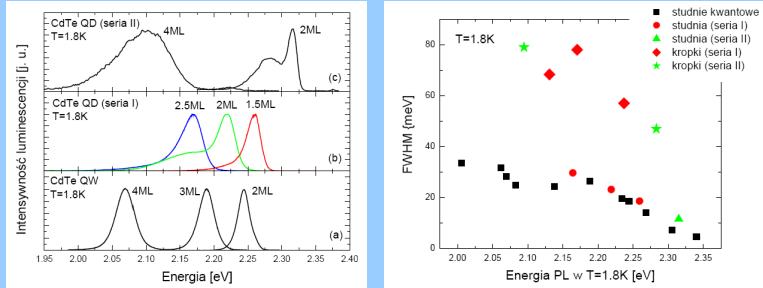 CdTe QD (seria II)
T=1.8K
4ML
2ML
(c)
CdTe QD (seria I)
T=1.8K
2.5ML
2ML
1.5ML
(b)
CdTe QW
T=1.8K
4ML
3ML
2ML
(a)
Intensywność luminescencji [j. u.]
1.95 2.00 2.05 2.10 2.15 2.20 2.25 2.30 2.35 2.40
Energia [eV]
T=1.8K
studnie kwantowe
studnia (seria I)
studnia (seria II)
kropki (seria I)
kropki (seria II)
80
60
40
20
0
FWHM {meV]
2.00 2.05 2.10 2.15 2.20 2.25 2.30 2.35
Energia PL w T=1.8K [eV]